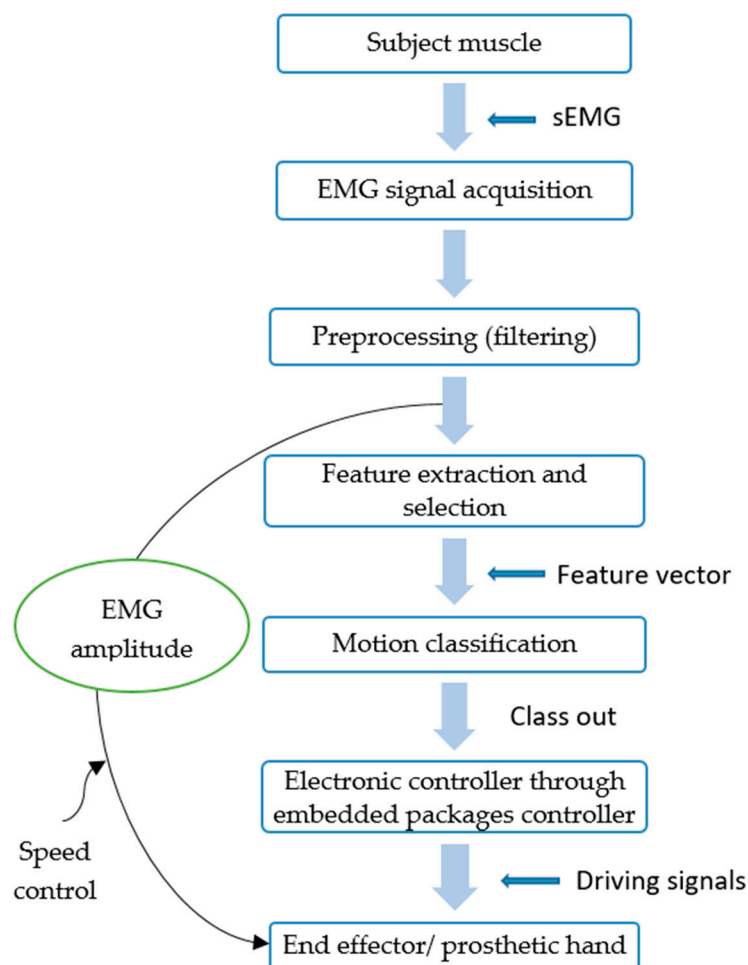 Subject muscle
sEMG
EMG signal acquisition
Preprocessing (filtering)
Feature extraction and
selection
Feature vector
EMG
amplitude
Motion classification
Class out
Electronic controller through
embedded packages controller
Speed
control
Driving signals
End effector/ prosthetic hand